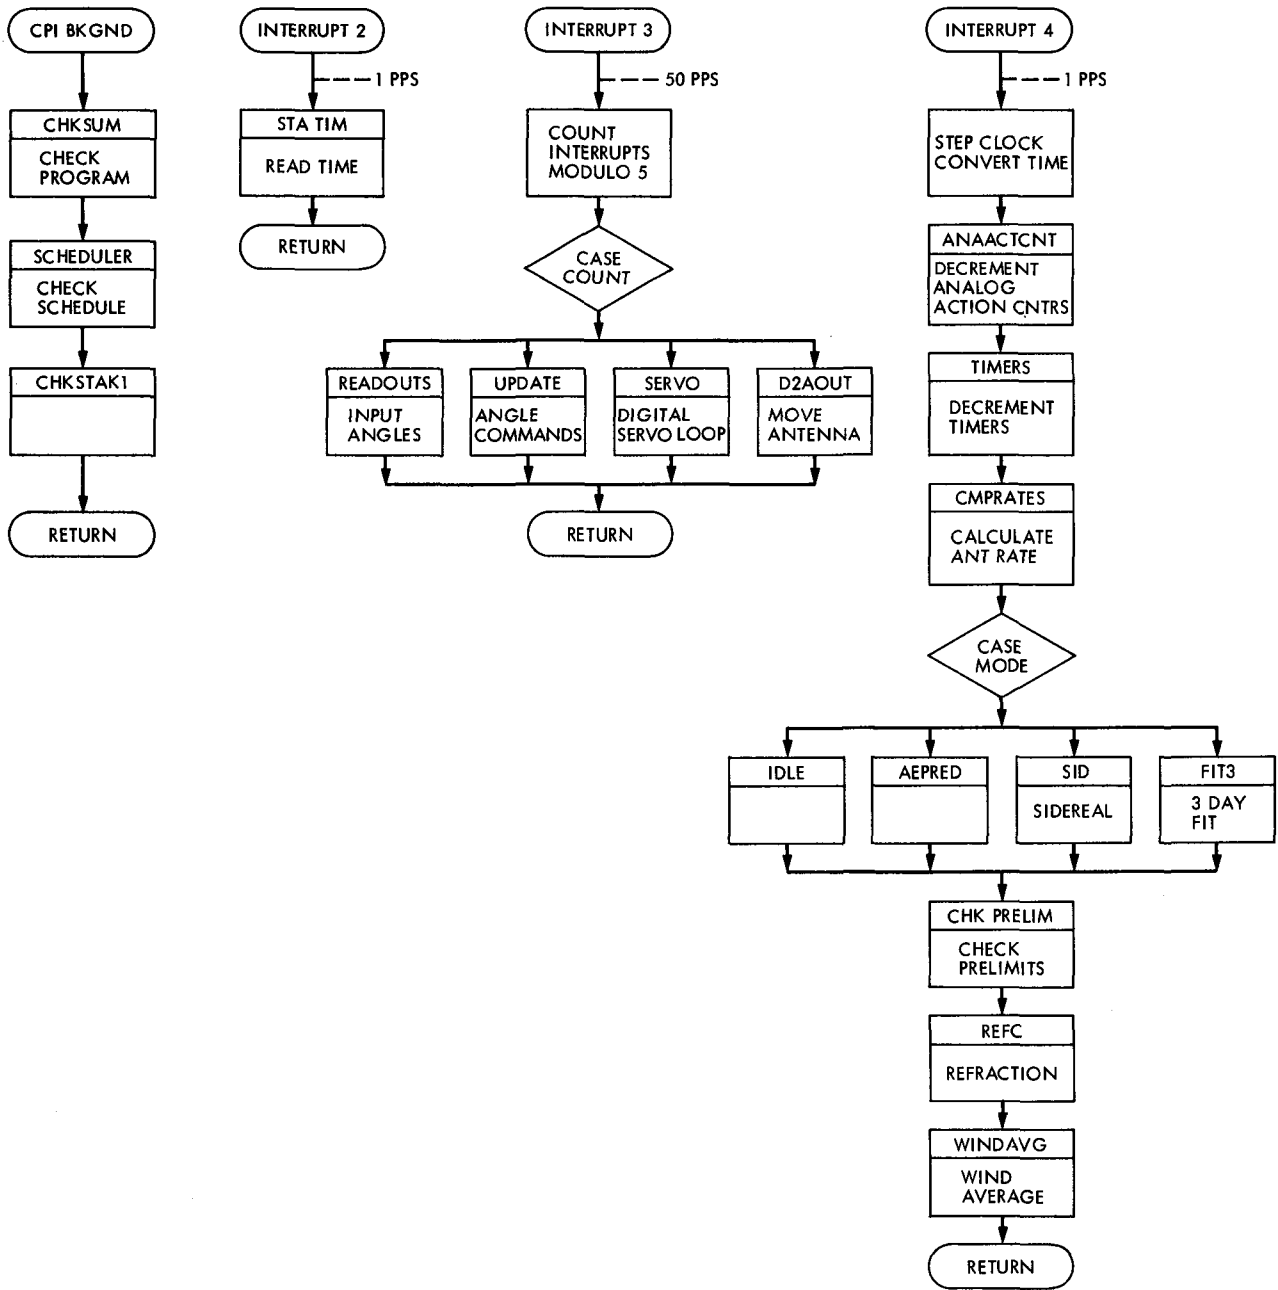 CPI BKGND
CHKSUM
CHECK
PROGRAM
SCHEDULER
CHECK
SCHEDULE
CHKSTAK1
RETURN
INTERRUPT 2
1 PPS
STA TIM
READ TIME
RETURN
INTERRUPT 3
50 PPS
COUNT
INTERRUPTS
MODULO 5
CASE
COUNT
READOUTS
INPUT
ANGLES
UPDATE
ANGLE
COMMANDS
SERVO
DIGITAL
SERVO LOOP
D2AOUT
MOVE
ANTENNA
RETURN
INTERRUPT 4
1 PPS
STEP CLOCK
CONVERT TIME
ANAACTCNT
DECREMENT
ANALOG
ACTION CNTRS
TIMERS
DECREMENT
TIMERS
CMPRATES
CALCULATE
ANT RATE
CASE
MODE
IDLE
AEPRED
SID
SIDEREAL
FIT3
3 DAY
FIT
CHK PRELIM
CHECK
PRELIMITS
REFC
REFRACTION
WINDAVG
WIND
AVERAGE
RETURN